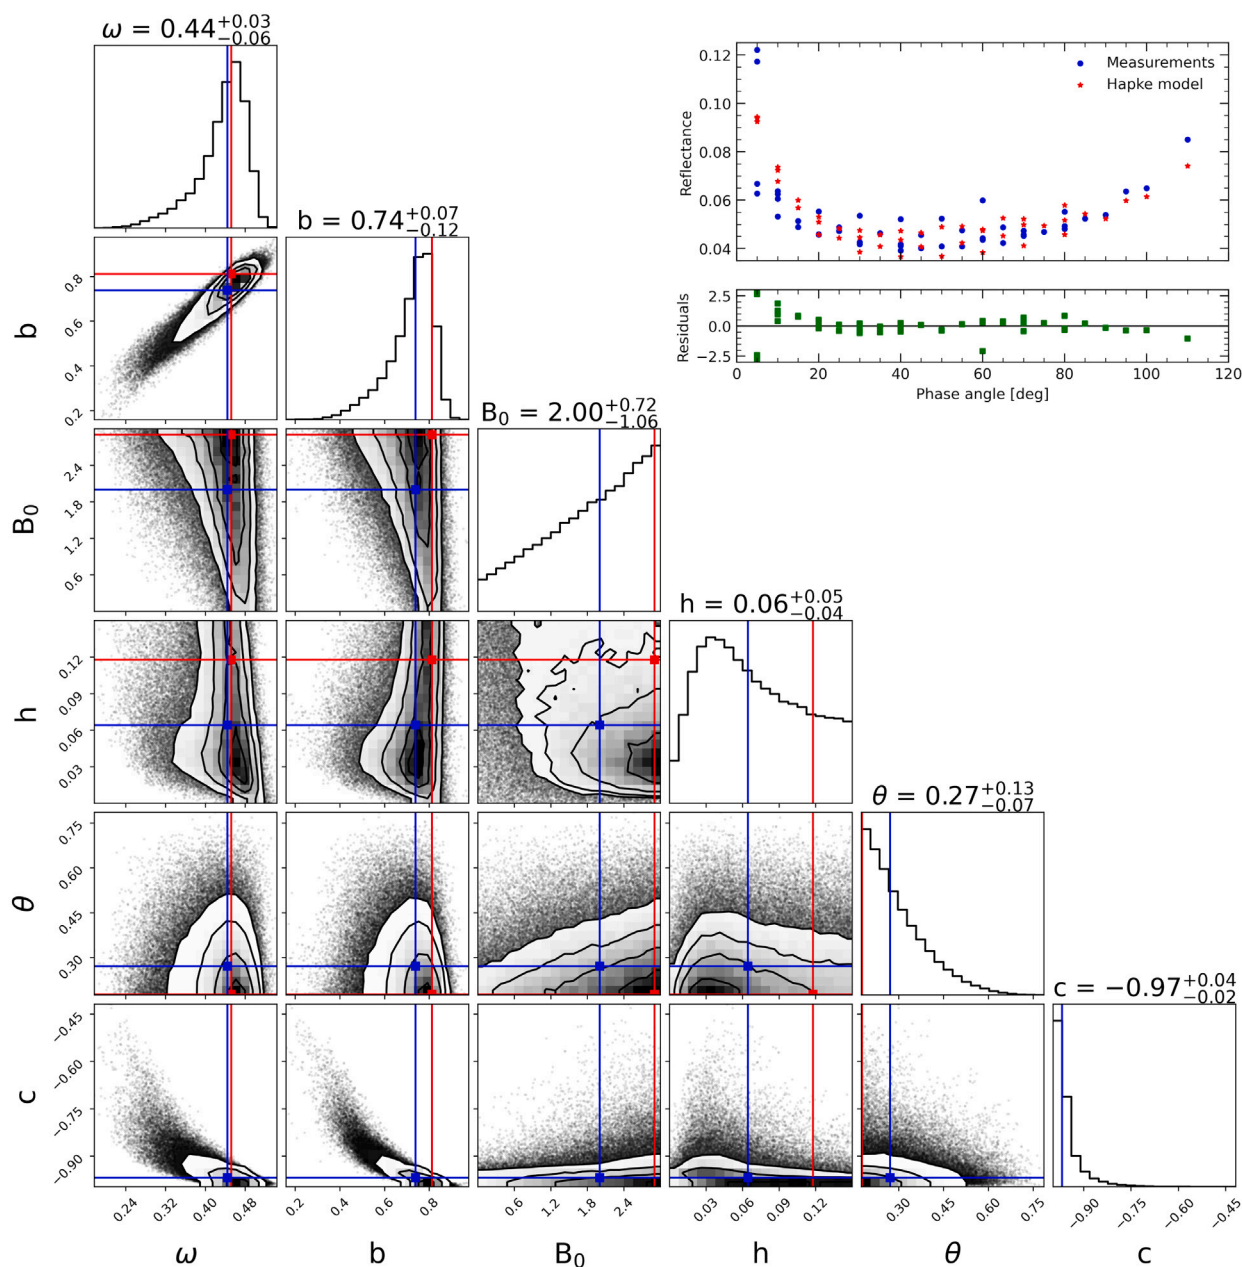 ω = 0.44+0.03−0.06
0.12
0.10
0.08
0.06
0.04
Reflectance
Measurements
Hapke model
b = 0.74+0.07−0.12
b
0.8
0.6
0.4
0.2
2.5
0.0
−2.5
Residuals
0 20 40 60 80 100 120
Phase angle [deg]
B0 = 2.00+0.72−1.06
B0
2.4
1.8
1.2
0.6
h = 0.06+0.05−0.04
h
0.12
0.09
0.06
0.03
θ = 0.27+0.13−0.07
θ
0.75
0.60
0.45
0.30
c = −0.97+0.04−0.02
c
−0.45
−0.60
−0.75
−0.90
0.24 0.32 0.40 0.48 0.2 0.4 0.6 0.8 0.6 1.2 1.8 2.4 0.03 0.06 0.09 0.12 0.30 0.45 0.60 0.75 −0.90 −0.75 −0.60 −0.45
ω b B0 h θ c